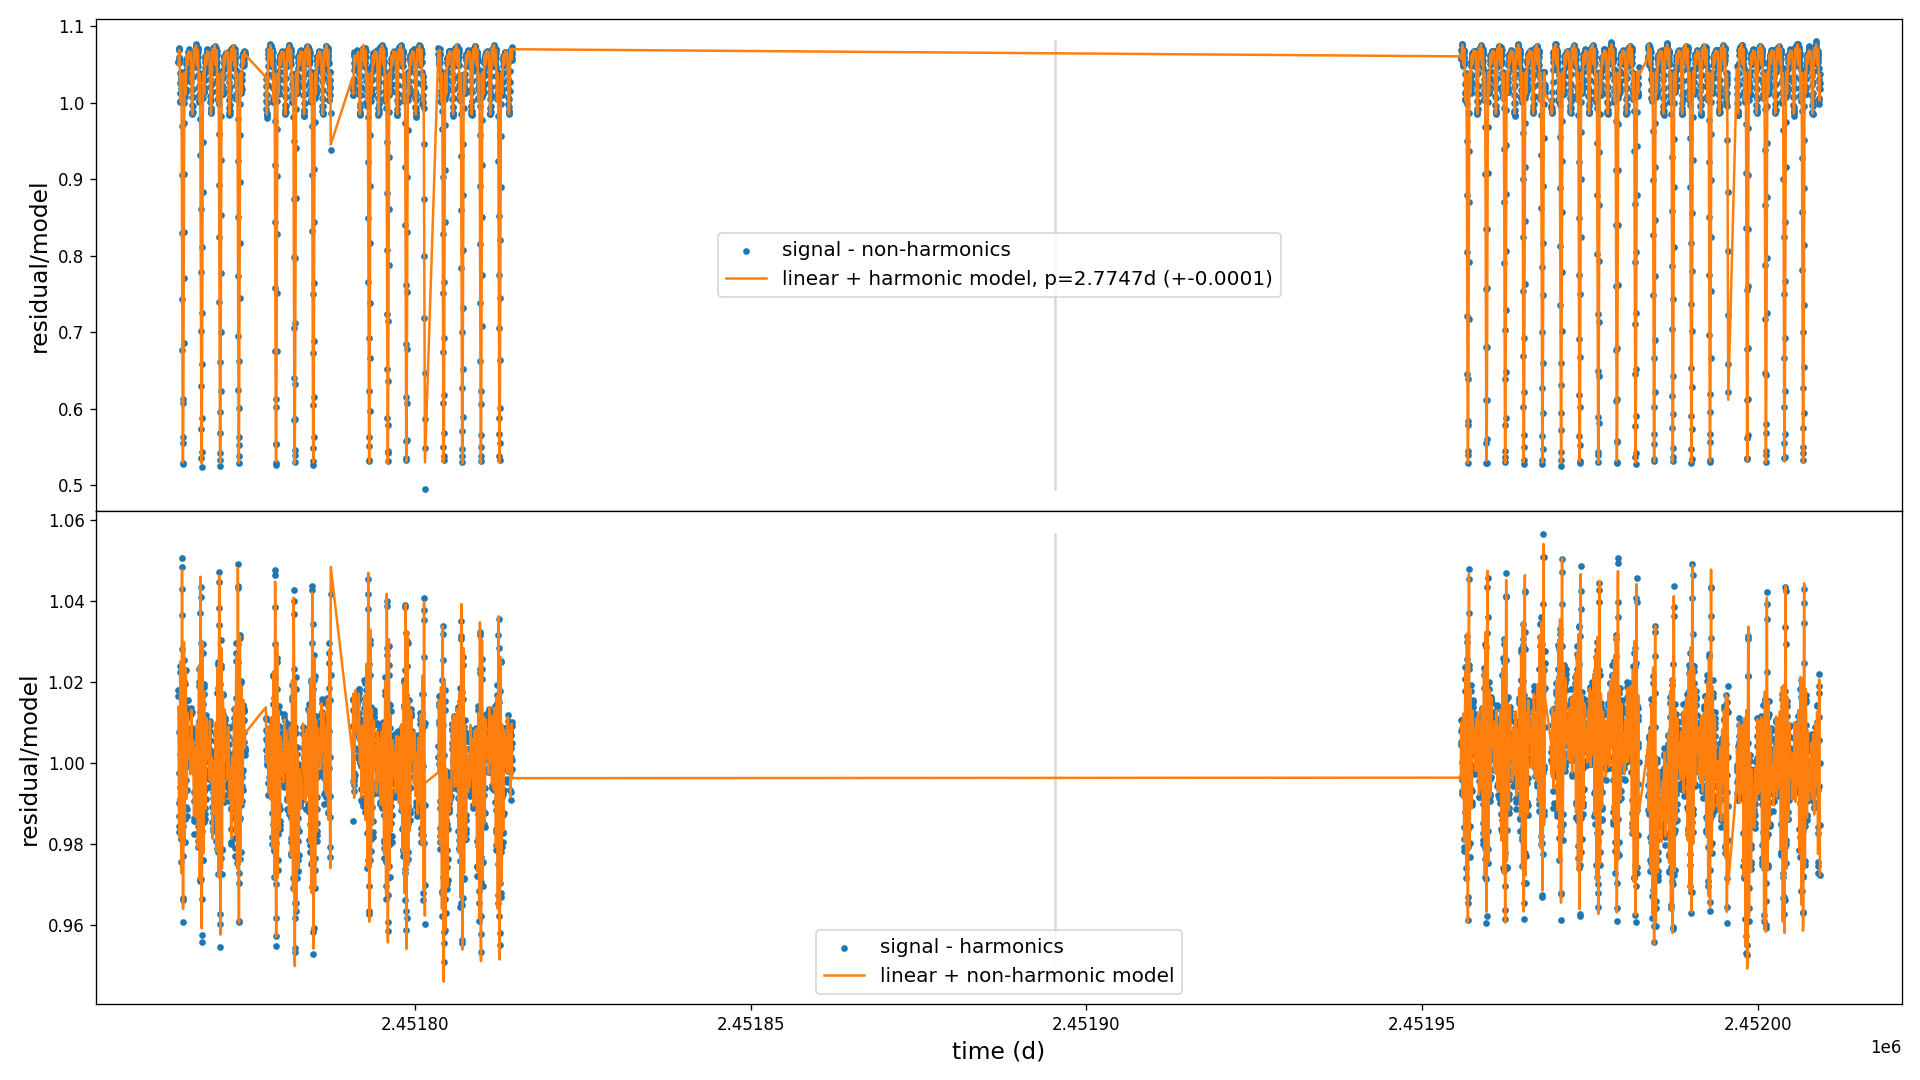 1.1
1.0
0.9
0.8
0.7
0.6
0.5
residual/model
signal - non-harmonics
linear + harmonic model, p=2.7747d (+-0.0001)
1.06
1.04
1.02
1.00
0.98
0.96
residual/model
signal - harmonics
linear + non-harmonic model
2.45180
2.45185
2.45190
2.45195
2.45200
time (d)
1e6